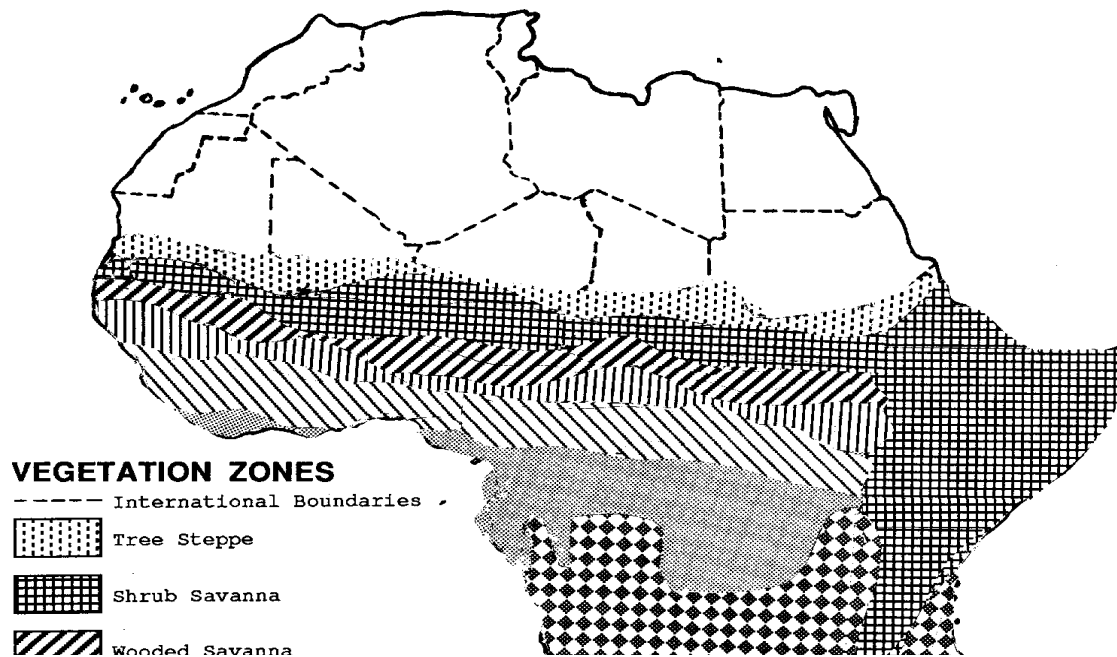 VEGETATION ZONES
International Boundaries
Tree Steppe
Shrub Savanna
Wooded Savanna